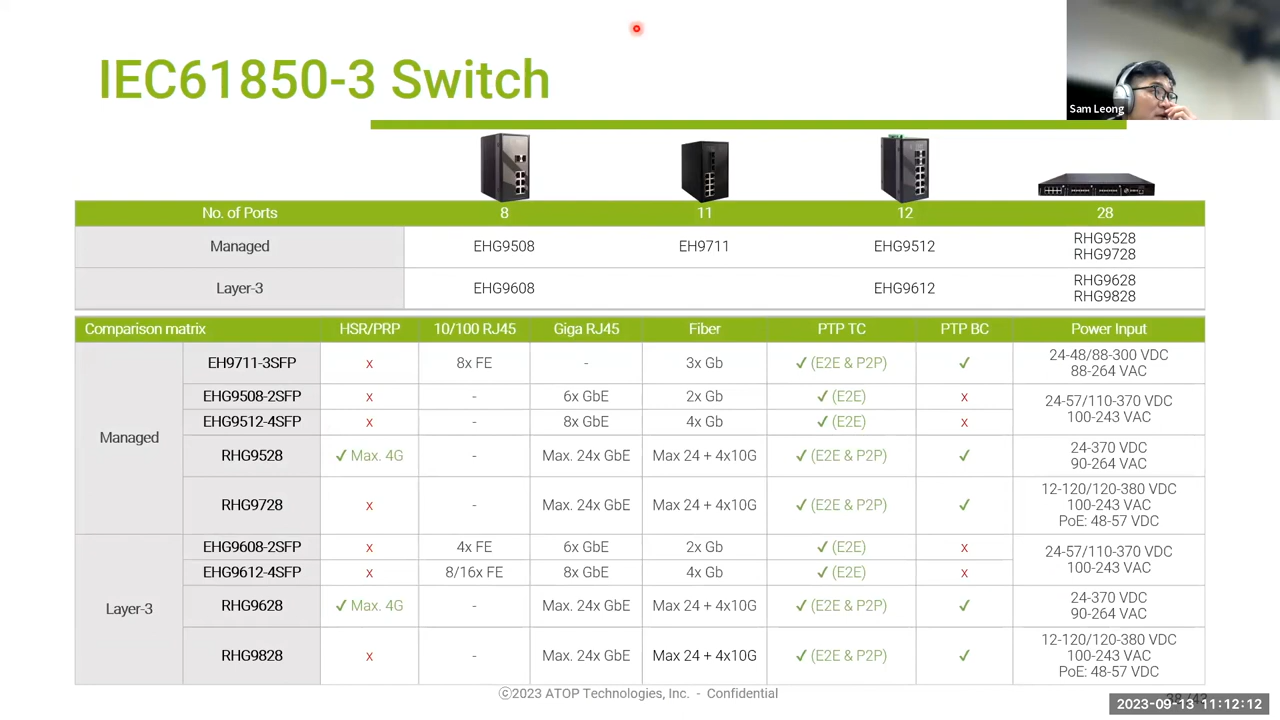 IEC61850-3 Switch
Sam Leong
No. of Ports 8 11 12 28
Managed EHG9508 EH9711 EHG9512 RHG9528
RHG9728
Layer-3 EHG9608 EHG9612 RHG9628
RHG9828
Comparison matrix HSR/PRP 10/100 RJ45 Giga RJ45 Fiber PTP TC PTP BC Power Input
Managed
EH9711-3SFP x 8x FE - 3x Gb ✓ (E2E & P2P) ✓ 24-48/88-300 VDC
88-264 VAC
EHG9508-2SFP x - 6x GbE 2x Gb ✓ (E2E) x 24-57/110-370 VDC
100-243 VAC
EHG9512-4SFP x - 8x GbE 4x Gb ✓ (E2E) x
RHG9528 ✓ Max. 4G - Max. 24x GbE Max 24 + 4x10G ✓ (E2E & P2P) ✓ 24-370 VDC
90-264 VAC
RHG9728 x - Max. 24x GbE Max 24 + 4x10G ✓ (E2E & P2P) ✓ 12-120/120-380 VDC
100-243 VAC
PoE: 48-57 VDC
Layer-3
EHG9608-2SFP x 4x FE 6x GbE 2x Gb ✓ (E2E) x 24-57/110-370 VDC
100-243 VAC
EHG9612-4SFP x 8/16x FE 8x GbE 4x Gb ✓ (E2E) x
RHG9628 ✓ Max. 4G - Max. 24x GbE Max 24 + 4x10G ✓ (E2E & P2P) ✓ 24-370 VDC
90-264 VAC
RHG9828 x - Max. 24x GbE Max 24 + 4x10G ✓ (E2E & P2P) ✓ 12-120/120-380 VDC
100-243 VAC
PoE: 48-57 VDC
©2023 ATOP Technologies, Inc. - Confidential
2023-09-13 11:12:12